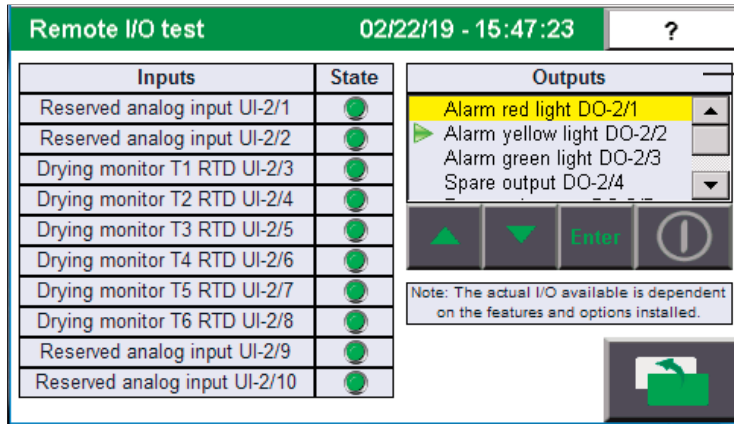 Remote I/O test 02/22/19 - 15:47:23 ?
Inputs State
Reserved analog input UI-2/1
Reserved analog input UI-2/2
Drying monitor T1 RTD UI-2/3
Drying monitor T2 RTD UI-2/4
Drying monitor T3 RTD UI-2/5
Drying monitor T4 RTD UI-2/6
Drying monitor T5 RTD UI-2/7
Drying monitor T6 RTD UI-2/8
Reserved analog input UI-2/9
Reserved analog input UI-2/10
Outputs
Alarm red light DO-2/1
Alarm yellow light DO-2/2
Alarm green light DO-2/3
Spare output DO-2/4
Enter
Note: The actual I/O available is dependent
on the features and options installed.